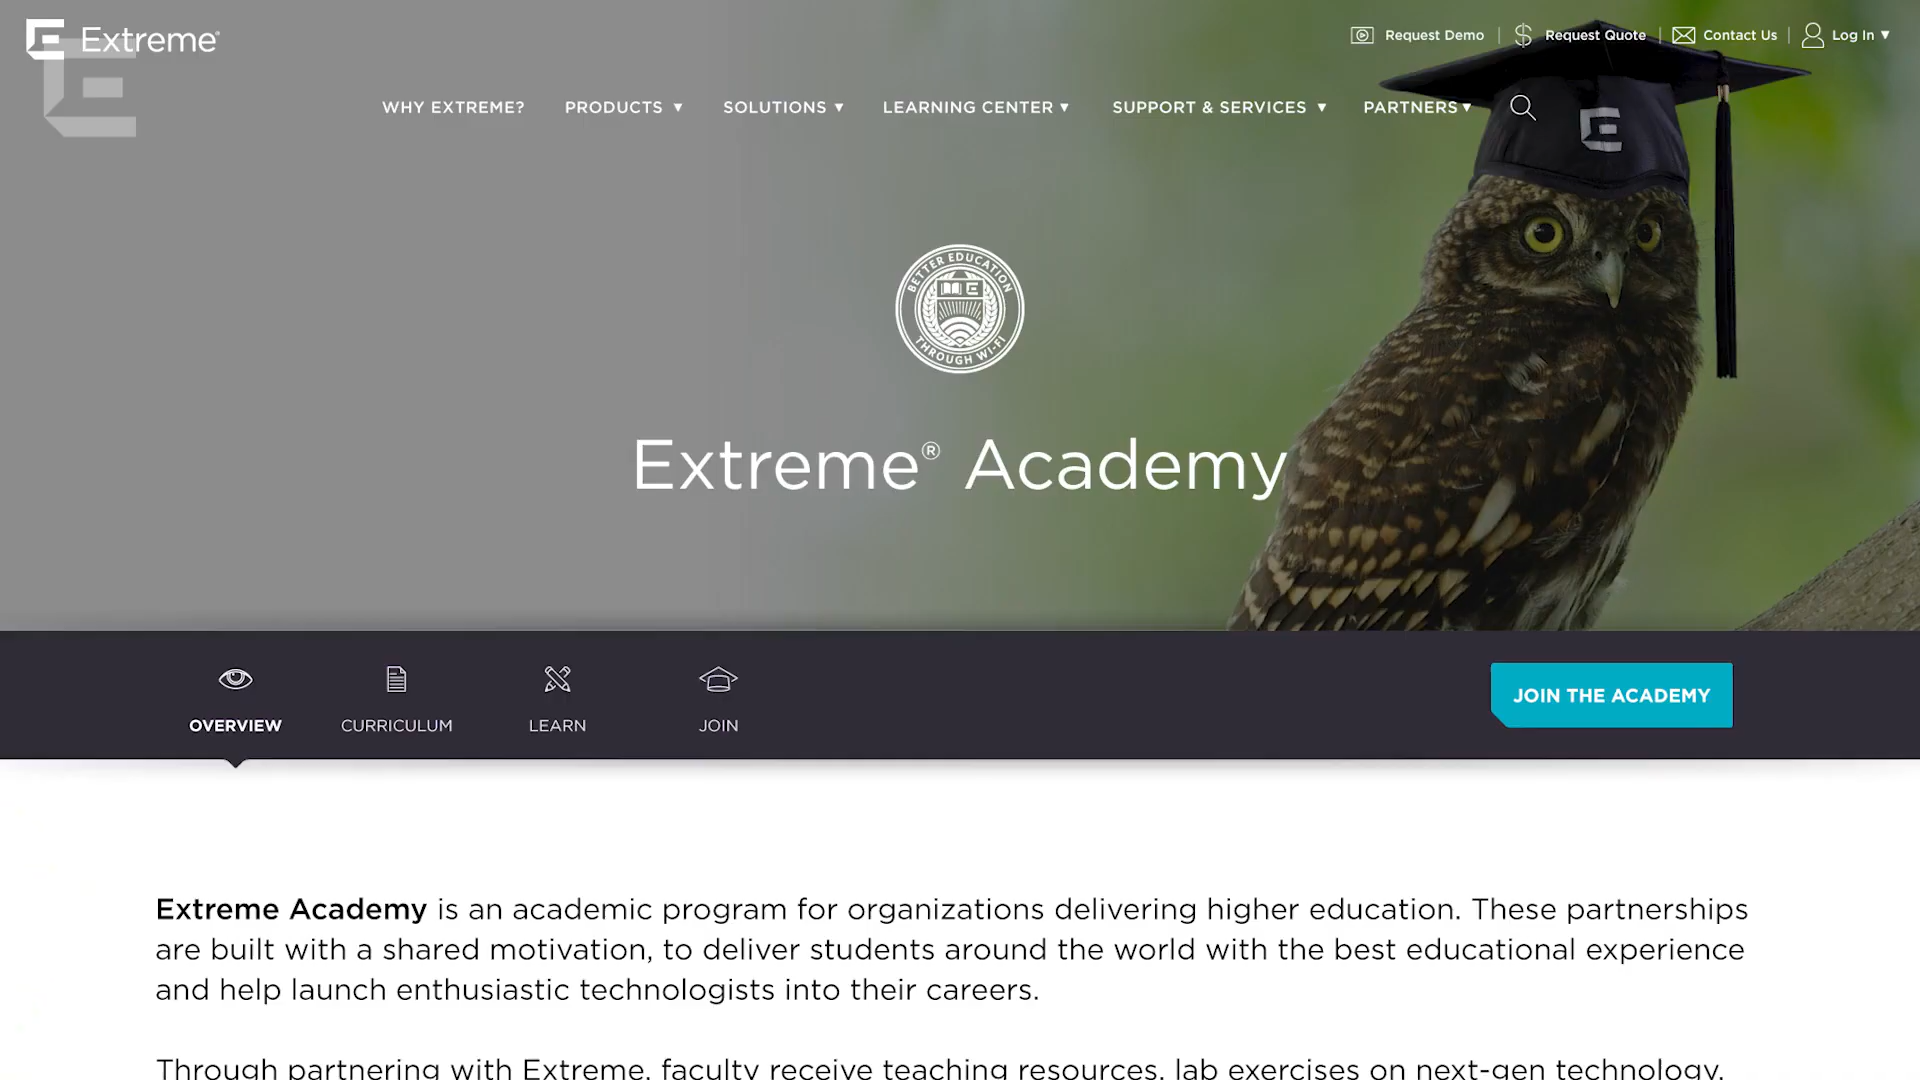 Extreme
Request Demo | Request Quote | Contact Us | Log In ▼
WHY EXTREME? PRODUCTS ▼ SOLUTIONS ▼ LEARNING CENTER ▼ SUPPORT & SERVICES ▼ PARTNERS ▼
BETTER EDUCATION
THROUGH WI-FI
Extreme® Academy
OVERVIEW CURRICULUM LEARN JOIN
JOIN THE ACADEMY
Extreme Academy is an academic program for organizations delivering higher education. These partnerships
are built with a shared motivation, to deliver students around the world with the best educational experience
and help launch enthusiastic technologists into their careers.
Through partnering with Extreme, faculty receive teaching resources, lab exercises on next-gen technology,